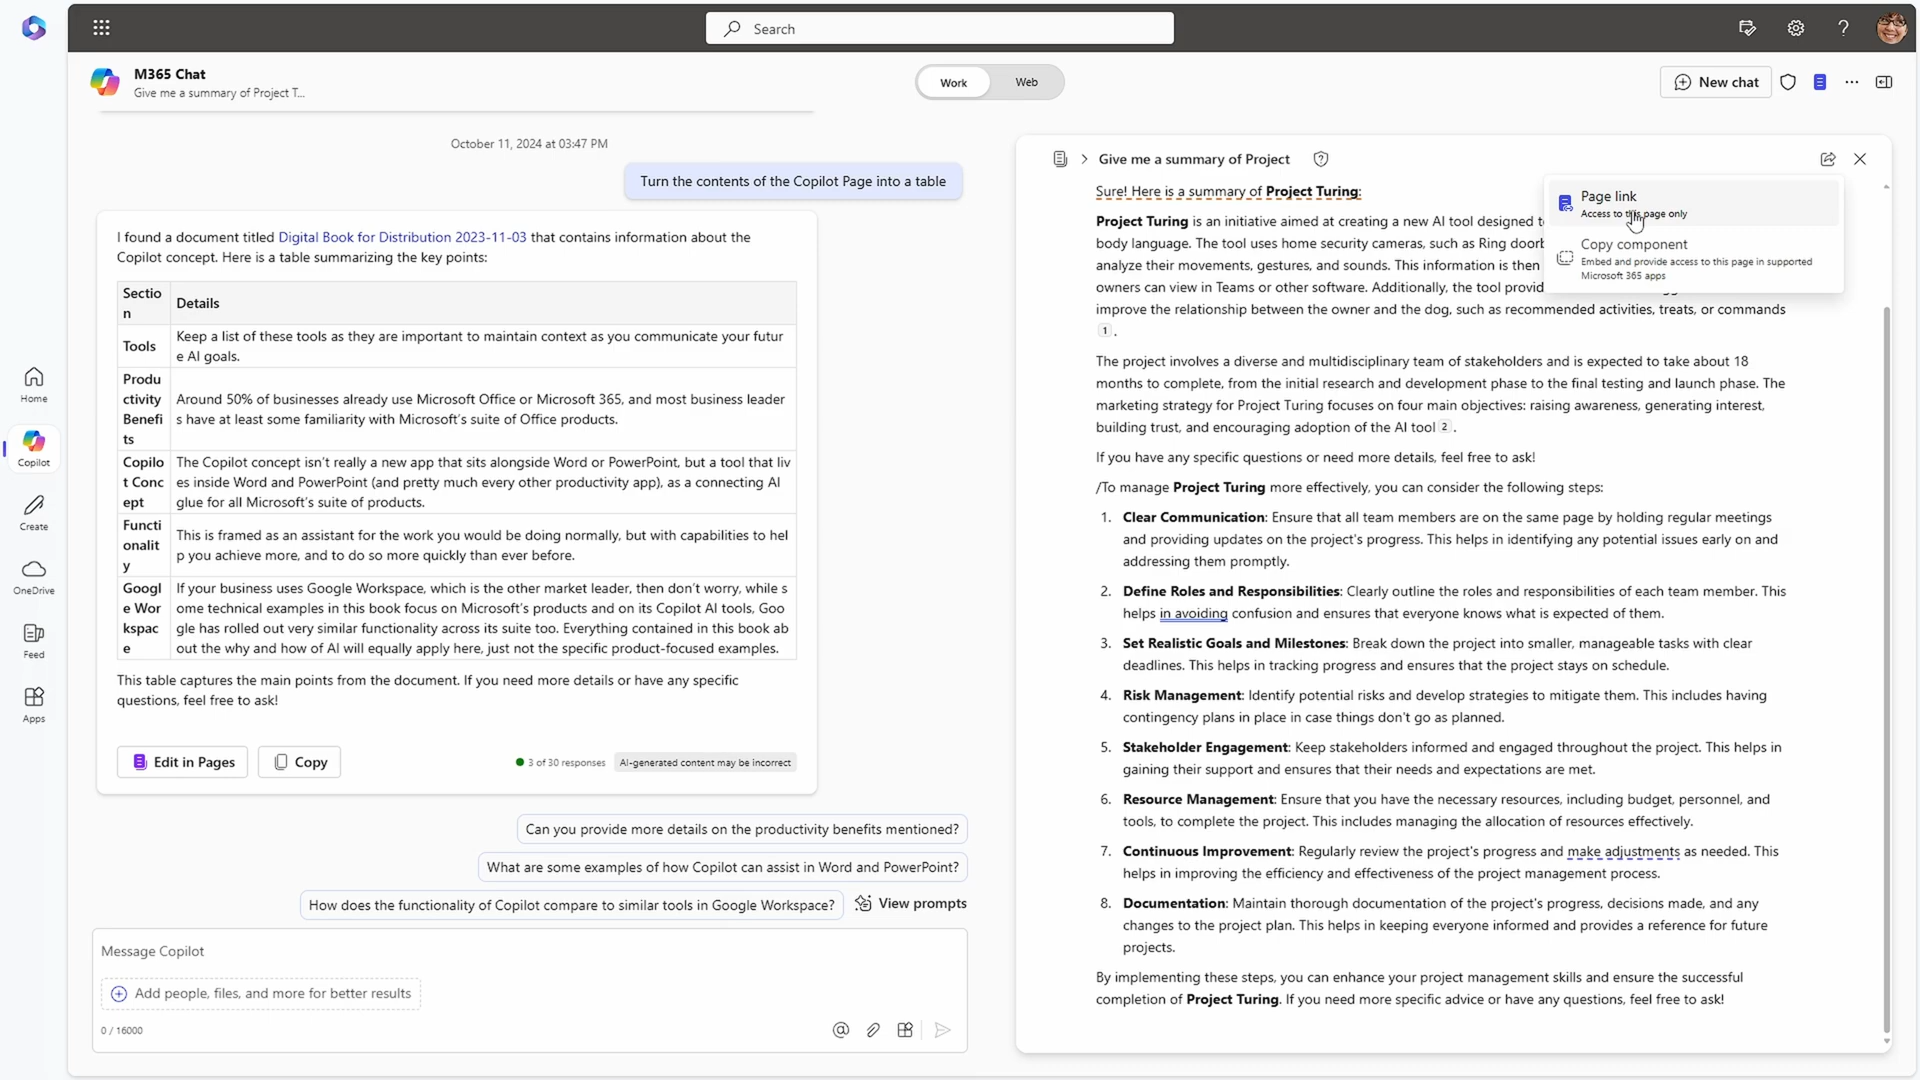 Search
M365 Chat
Give me a summary of Project T...
Work
Web
New chat
October 11, 2024 at 03:47 PM
Turn the contents of the Copilot Page into a table
I found a document titled Digital Book for Distribution 2023-11-03 that contains information about the
Copilot concept. Here is a table summarizing the key points:
Sectio
n
Details
Tools
Keep a list of these tools as they are important to maintain context as you communicate your futur
e AI goals.
Produ
ctivity
Benefi
ts
Around 50% of businesses already use Microsoft Office or Microsoft 365, and most business leader
s have at least some familiarity with Microsoft's suite of Office products.
Copilo
t Conc
ept
The Copilot concept isn't really a new app that sits alongside Word or PowerPoint, but a tool that liv
es inside Word and PowerPoint (and pretty much every other productivity app), as a connecting AI
glue for all Microsoft's suite of products.
Functi
onalit
y
This is framed as an assistant for the work you would be doing normally, but with capabilities to hel
p you achieve more, and to do so more quickly than ever before.
Googl
e Wor
kspac
e
If your business uses Google Workspace, which is the other market leader, then don't worry, while s
ome technical examples in this book focus on Microsoft's products and on its Copilot AI tools, Goo
gle has rolled out very similar functionality across its suite too. Everything contained in this book ab
out the why and how of AI will equally apply here, just not the specific product-focused examples.
This table captures the main points from the document. If you need more details or have any specific
questions, feel free to ask!
Edit in Pages
Copy
3 of 30 responses
AI-generated content may be incorrect
Can you provide more details on the productivity benefits mentioned?
What are some examples of how Copilot can assist in Word and PowerPoint?
How does the functionality of Copilot compare to similar tools in Google Workspace?
View prompts
Message Copilot
Add people, files, and more for better results
0 / 16000
Home
Copilot
Create
OneDrive
Feed
Apps
Give me a summary of Project
Page link
Access to this page only
Copy component
Embed and provide access to this page in supported
Microsoft 365 apps
Sure! Here is a summary of Project Turing:
Project Turing is an initiative aimed at creating a new AI tool designed
body language. The tool uses home security cameras, such as Ring
analyze their movements, gestures, and sounds. This information is then
owners can view in Teams or other software. Additionally, the tool
improve the relationship between the owner and the dog, such as recommended activities, treats, or commands
1 .
The project involves a diverse and multidisciplinary team of stakeholders and is expected to take about 18
months to complete, from the initial research and development phase to the final testing and launch phase. The
marketing strategy for Project Turing focuses on four main objectives: raising awareness, generating interest,
building trust, and encouraging adoption of the AI tool 2 .
If you have any specific questions or need more details, feel free to ask!
/To manage Project Turing more effectively, you can consider the following steps:
1. Clear Communication: Ensure that all team members are on the same page by holding regular meetings
and providing updates on the project's progress. This helps in identifying any potential issues early on and
addressing them promptly.
2. Define Roles and Responsibilities: Clearly outline the roles and responsibilities of each team member. This
helps in avoiding confusion and ensures that everyone knows what is expected of them.
3. Set Realistic Goals and Milestones: Break down the project into smaller, manageable tasks with clear
deadlines. This helps in tracking progress and ensures that the project stays on schedule.
4. Risk Management: Identify potential risks and develop strategies to mitigate them. This includes having
contingency plans in place in case things don't go as planned.
5. Stakeholder Engagement: Keep stakeholders informed and engaged throughout the project. This helps in
gaining their support and ensures that their needs and expectations are met.
6. Resource Management: Ensure that you have the necessary resources, including budget, personnel, and
tools, to complete the project. This includes managing the allocation of resources effectively.
7. Continuous Improvement: Regularly review the project's progress and make adjustments as needed. This
helps in improving the efficiency and effectiveness of the project management process.
8. Documentation: Maintain thorough documentation of the project's progress, decisions made, and any
changes to the project plan. This helps in keeping everyone informed and provides a reference for future
projects.
By implementing these steps, you can enhance your project management skills and ensure the successful
completion of Project Turing. If you need more specific advice or have any questions, feel free to ask!